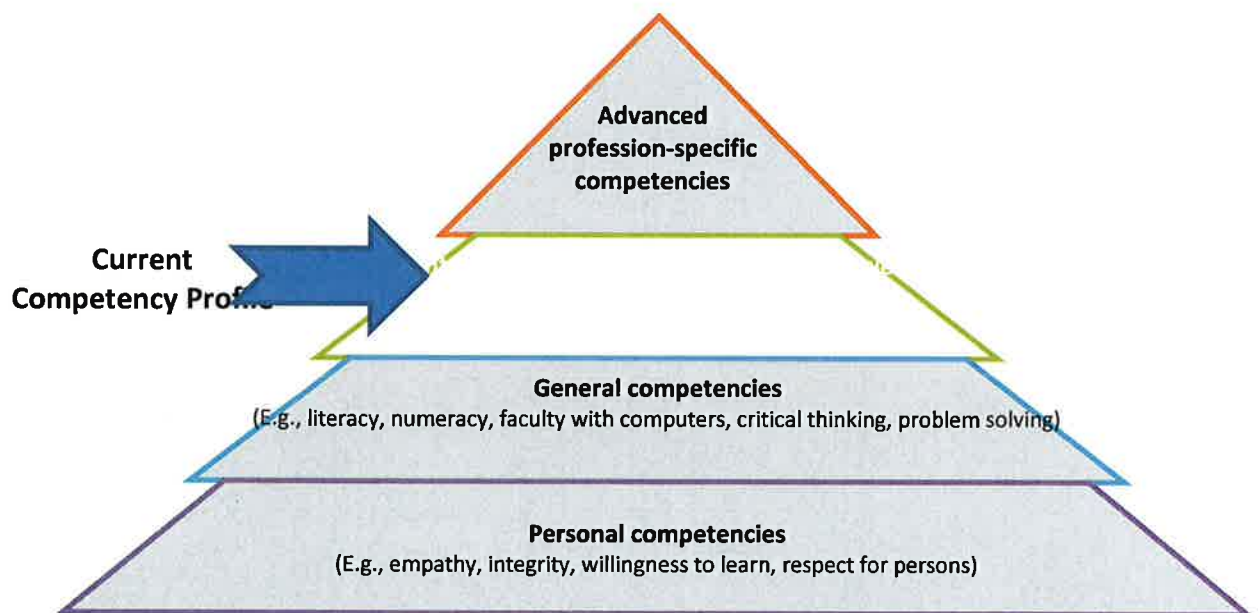 Advanced
profession-specific
competencies
Current
Competency Profile
General competencies
(E.g., literacy, numeracy, faculty with computers, critical thinking, problem solving)
Personal competencies
(E.g., empathy, integrity, willingness to learn, respect for persons)